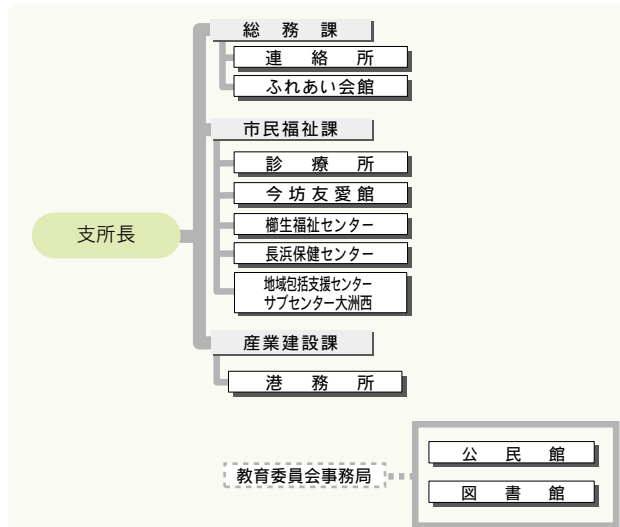 総務課
連絡所
ふれあい会館
市民福祉課
診療所
今坊友愛館
櫛生福祉センター
長浜保健センター
地域包括支援センター
サブセンター大洲西
支所長
産業建設課
港務所
教育委員会事務局
公民館
図書館